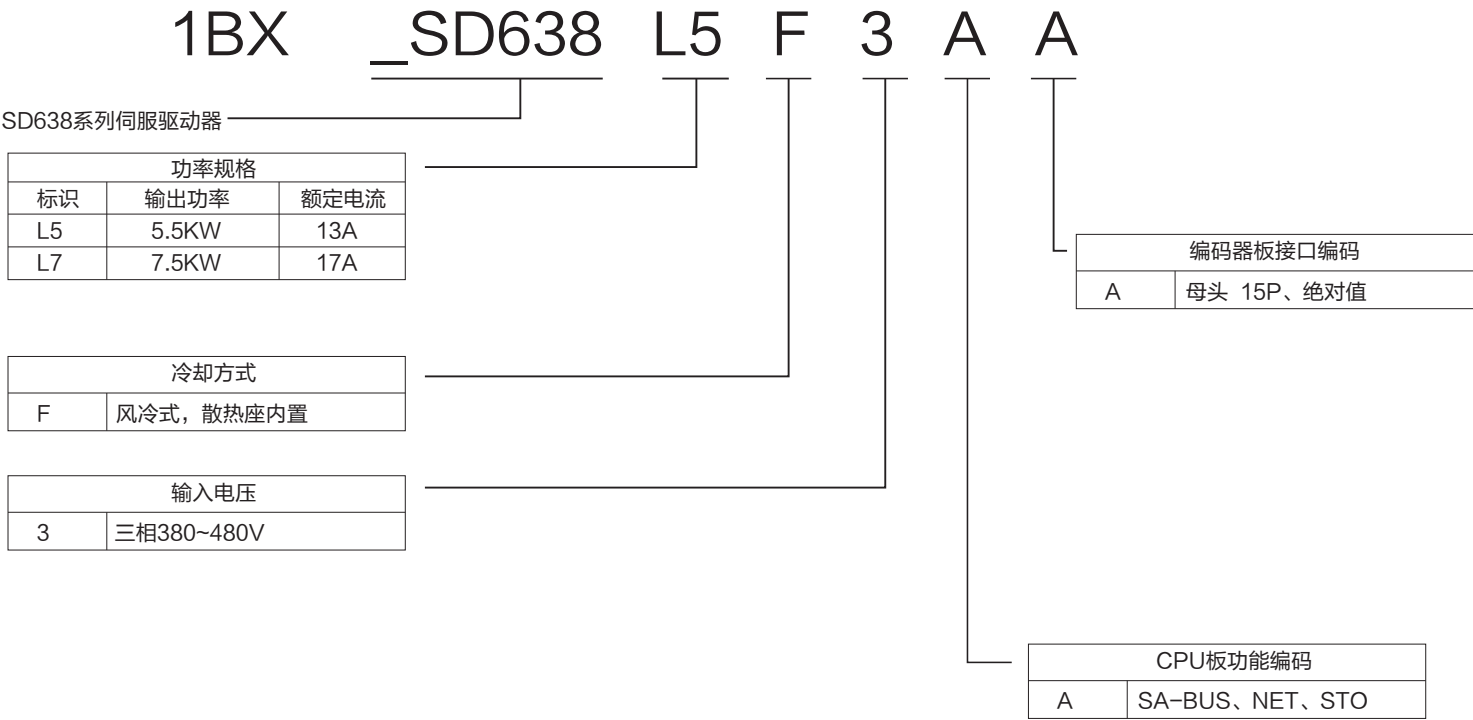 1BX _SD638 L5 F 3 A A
SD638系列伺服驱动器
功率规格
标识 输出功率 额定电流
L5 5.5KW 13A
L7 7.5KW 17A
编码器板接口编码
A 母头 15P、绝对值
冷却方式
F 风冷式，散热座内置
输入电压
3 三相380~480V
CPU板功能编码
A SA-BUS、NET、STO